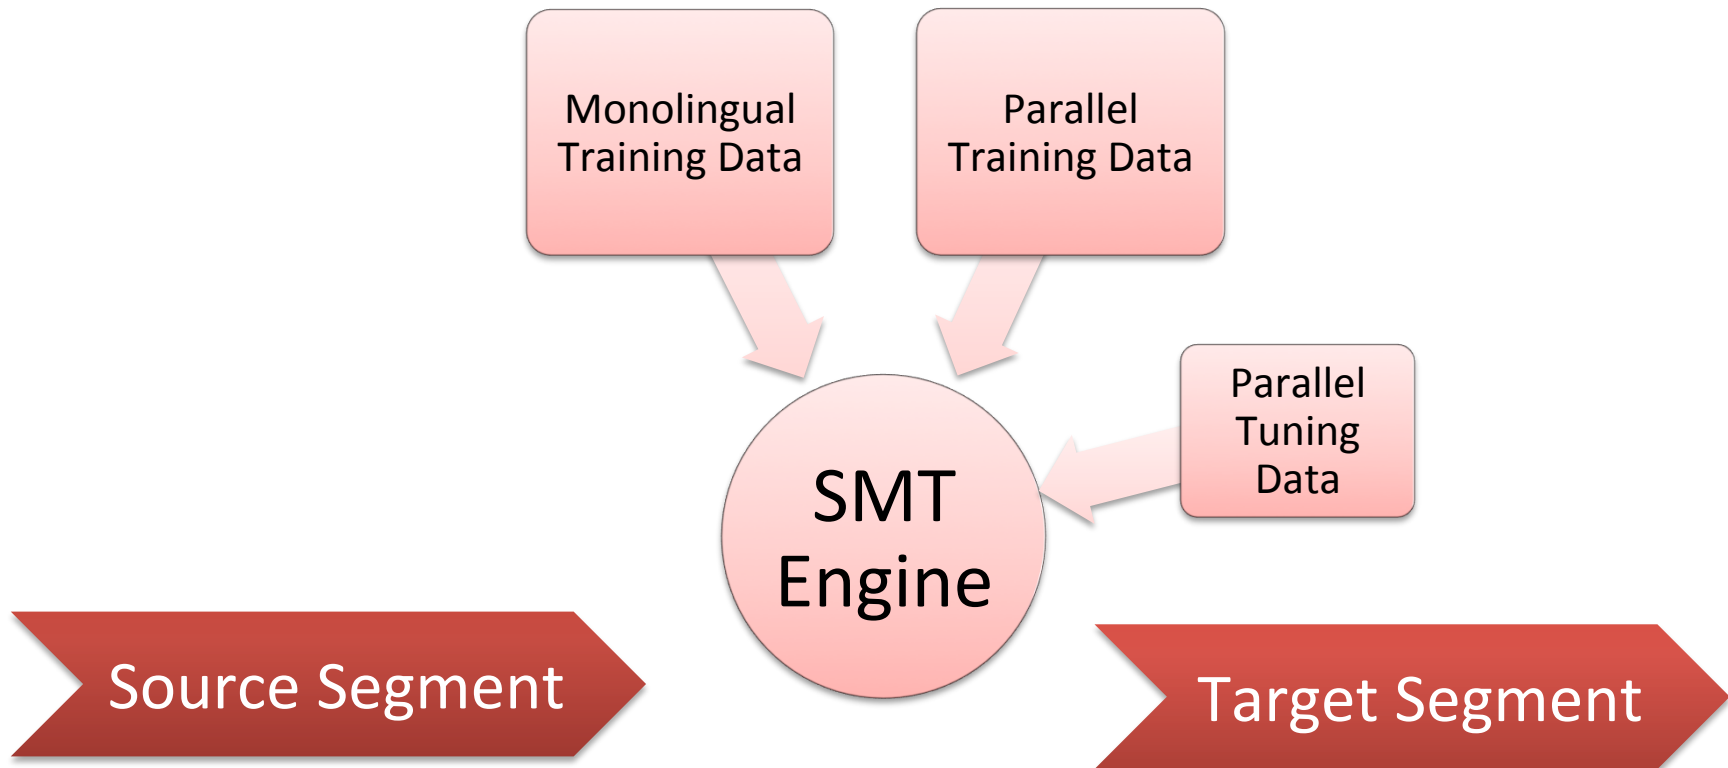 Monolingual
Training Data
Parallel
Training Data
Parallel
Tuning
Data
SMT
Engine
Source Segment
Target Segment